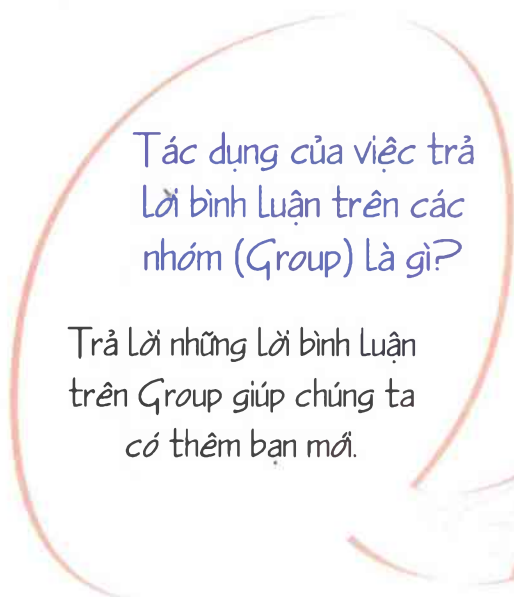 Tác dụng của việc trả
lời bình luận trên các
nhóm (Group) là gì?
Trả lời những lời bình luận
trên Group giúp chúng ta
có thêm bạn mới.